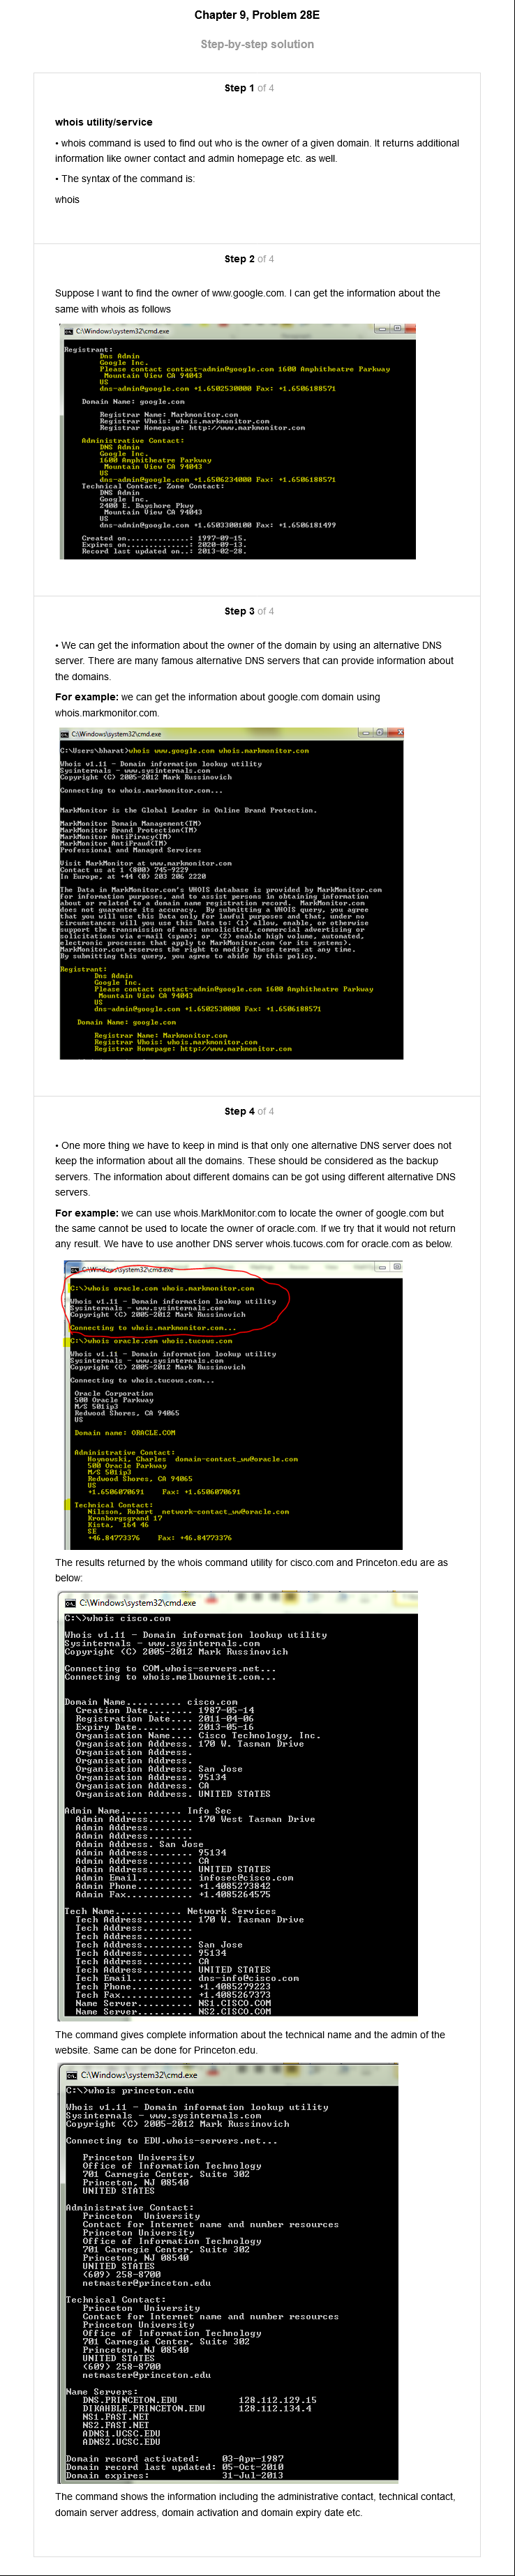 Chapter 9, Problem 28E
Step-by-step solution
Step 1 of 4
whois utility/service
• whois command is used to find out who is the owner of a given domain. It returns additional
information like owner contact and admin homepage etc. as well.
• The syntax of the command is:
whois
Step 2 of 4
Suppose I want to find the owner of www.google.com. I can get the information about the
same with whois as follows
C:\Windows\system32\cmd.exe
Registrant:
Dns Admin
Google Inc.
Please contact contact-admin@google.com 1600 Amphitheatre Parkway
Mountain View CA 94043
US
dns-admin@google.com +1.6502530000 Fax: +1.6506188571
Domain Name: google.com
Registrar Name: Markmonitor.com
Registrar Whois: whois.markmonitor.com
Registrar Homepage: http://www.markmonitor.com
Administrative Contact:
DNS Admin
Google Inc.
1600 Amphitheatre Parkway
Mountain View CA 94043
US
dns-admin@google.com +1.6506234000 Fax: +1.6506188571
Technical Contact, Zone Contact:
DNS Admin
Google Inc.
2400 E. Bayshore Pkwy
Mountain View CA 94043
US
dns-admin@google.com +1.6503300100 Fax: +1.6506181499
Created on..............: 1997-09-15.
Expires on..............: 2020-09-13.
Record last updated on..: 2013-02-28.
Step 3 of 4
• We can get the information about the owner of the domain by using an alternative DNS
server. There are many famous alternative DNS servers that can provide information about
the domains.
For example: we can get the information about google.com domain using
whois.markmonitor.com.
C:\Windows\system32\cmd.exe
C:\Users\bharat>whois www.google.com whois.markmonitor.com
Whois v1.11 - Domain information lookup utility
Sysinternals - www.sysinternals.com
Copyright (C) 2005-2012 Mark Russinovich
Connecting to whois.markmonitor.com...
MarkMonitor is the Global Leader in Online Brand Protection.
MarkMonitor Domain Management(TM)
MarkMonitor Brand Protection(TM)
MarkMonitor AntiPiracy(TM)
MarkMonitor AntiFraud(TM)
Professional and Managed Services
Visit MarkMonitor at www.markmonitor.com
Contact us at 1 (800) 745-9229
In Europe, at +44 (0) 203 206 2220
The Data in MarkMonitor.com's WHOIS database is provided by MarkMonitor.com
for information purposes, and to assist persons in obtaining information
about or related to a domain name registration record. MarkMonitor.com
does not guarantee its accuracy. By submitting a WHOIS query, you agree
that you will use this Data only for lawful purposes and that, under no
circumstances will you use this Data to: (1) allow, enable, or otherwise
support the transmission of mass unsolicited, commercial advertising or
solicitations via e-mail (spam); or (2) enable high volume, automated,
electronic processes that apply to MarkMonitor.com (or its systems).
MarkMonitor.com reserves the right to modify these terms at any time.
By submitting this query, you agree to abide by this policy.
Registrant:
Dns Admin
Google Inc.
Please contact contact-admin@google.com 1600 Amphitheatre Parkway
Mountain View CA 94043
US
dns-admin@google.com +1.6502530000 Fax: +1.6506188571
Domain Name: google.com
Registrar Name: Markmonitor.com
Registrar Whois: whois.markmonitor.com
Registrar Homepage: http://www.markmonitor.com
Step 4 of 4
• One more thing we have to keep in mind is that only one alternative DNS server does not
keep the information about all the domains. These should be considered as the backup
servers. The information about different domains can be got using different alternative DNS
servers.
For example: we can use whois.MarkMonitor.com to locate the owner of google.com but
the same cannot be used to locate the owner of oracle.com. If we try that it would not return
any result. We have to use another DNS server whois.tucows.com for oracle.com as below.
C:\Windows\system32\cmd.exe
C:\>whois oracle.com whois.markmonitor.com
Whois v1.11 - Domain information lookup utility
Sysinternals - www.sysinternals.com
Copyright (C) 2005-2012 Mark Russinovich
Connecting to whois.markmonitor.com...
C:\>whois oracle.com whois.tucows.com
Whois v1.11 - Domain information lookup utility
Sysinternals - www.sysinternals.com
Copyright (C) 2005-2012 Mark Russinovich
Connecting to whois.tucows.com...
Oracle Corporation
500 Oracle Parkway
M/S 501ip3
Redwood Shores, CA 94065
US
Domain name: ORACLE.COM
Administrative Contact:
Hoynowski, Charles domain-contact_ww@oracle.com
500 Oracle Parkway
M/S 501ip3
Redwood Shores, CA 94065
US
+1.6506070691 Fax: +1.6506070691
Technical Contact:
Nilsson, Robert network-contact_ww@oracle.com
Kronborgsgrand 17
Kista, 164 46
SE
+46.84773376 Fax: +46.84773376
The results returned by the whois command utility for cisco.com and Princeton.edu are as
below:
C:\Windows\system32\cmd.exe
C:\>whois cisco.com
Whois v1.11 - Domain information lookup utility
Sysinternals - www.sysinternals.com
Copyright (C) 2005-2012 Mark Russinovich
Connecting to COM.whois-servers.net...
Connecting to whois.melbourneit.com...
Domain Name.......... cisco.com
Creation Date........ 1987-05-14
Registration Date.... 2011-04-06
Expiry Date.......... 2013-05-16
Organisation Name.... Cisco Technology, Inc.
Organisation Address. 170 W. Tasman Drive
Organisation Address.
Organisation Address.
Organisation Address. San Jose
Organisation Address. 95134
Organisation Address. CA
Organisation Address. UNITED STATES
Admin Name........... Info Sec
Admin Address........ 170 West Tasman Drive
Admin Address........
Admin Address........
Admin Address. San Jose
Admin Address........ 95134
Admin Address........ CA
Admin Address........ UNITED STATES
Admin Email.......... infosec@cisco.com
Admin Phone.......... +1.4085273842
Admin Fax............ +1.4085264575
Tech Name............ Network Services
Tech Address......... 170 W. Tasman Drive
Tech Address.........
Tech Address.........
Tech Address......... San Jose
Tech Address......... 95134
Tech Address......... CA
Tech Address......... UNITED STATES
Tech Email........... dns-info@cisco.com
Tech Phone........... +1.4085279223
Tech Fax............. +1.4085267373
Name Server.......... NS1.CISCO.COM
Name Server.......... NS2.CISCO.COM
The command gives complete information about the technical name and the admin of the
website. Same can be done for Princeton.edu.
C:\Windows\system32\cmd.exe
C:\>whois princeton.edu
Whois v1.11 - Domain information lookup utility
Sysinternals - www.sysinternals.com
Copyright (C) 2005-2012 Mark Russinovich
Connecting to EDU.whois-servers.net...
Princeton University
Office of Information Technology
701 Carnegie Center, Suite 302
Princeton, NJ 08540
UNITED STATES
Administrative Contact:
Princeton University
Contact for Internet name and number resources
Princeton University
Office of Information Technology
701 Carnegie Center, Suite 302
Princeton, NJ 08540
UNITED STATES
(609) 258-8700
netmaster@princeton.edu
Technical Contact:
Princeton University
Contact for Internet name and number resources
Princeton University
Office of Information Technology
701 Carnegie Center, Suite 302
Princeton, NJ 08540
UNITED STATES
(609) 258-8700
netmaster@princeton.edu
Name Servers:
DNS.PRINCETON.EDU 128.112.129.15
DIKAHBLE.PRINCETON.EDU 128.112.134.4
NS1.FAST.NET
NS2.FAST.NET
ADNS1.UCSC.EDU
ADNS2.UCSC.EDU
Domain record activated: 03-Apr-1987
Domain record last updated: 05-Oct-2010
Domain expires: 31-Jul-2013
The command shows the information including the administrative contact, technical contact,
domain server address, domain activation and domain expiry date etc.